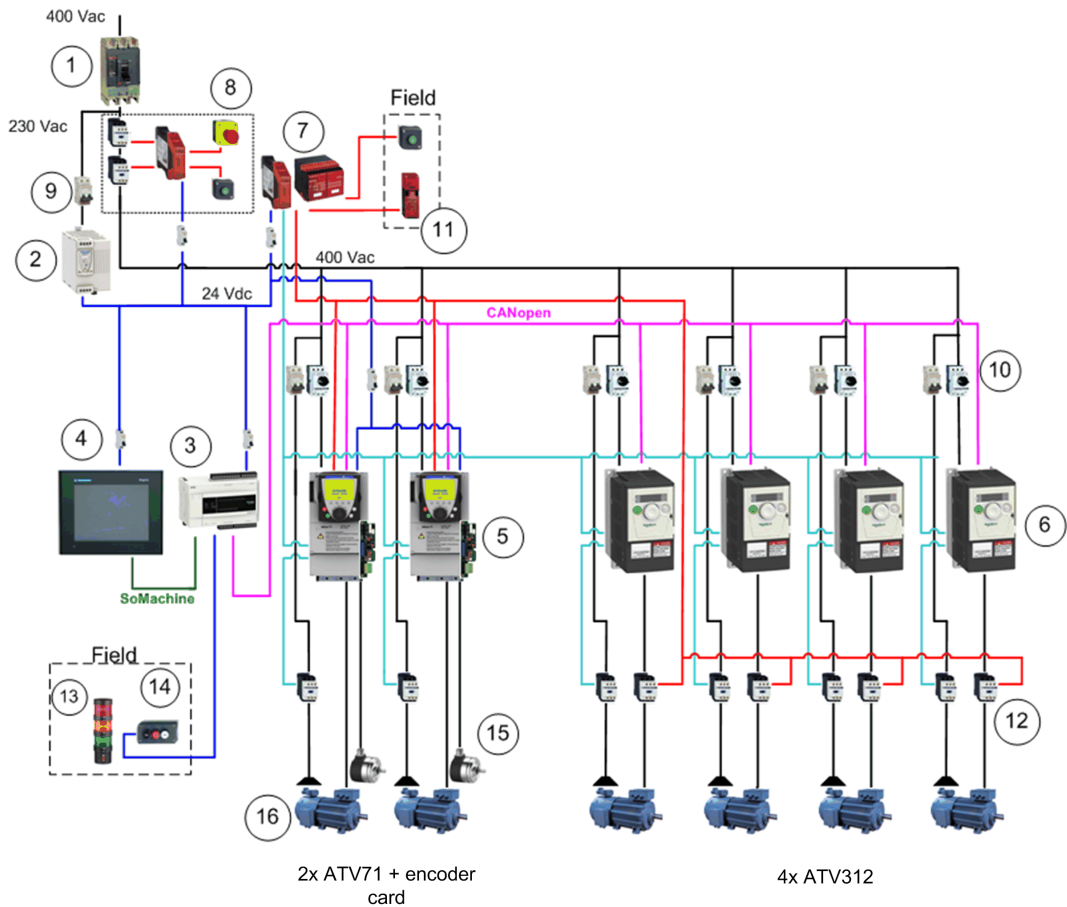 400 Vac
1
8
Field
7
230 Vac
9
11
2
400 Vac
24 Vdc
CANopen
10
4
3
5
6
SoMachine
Field
13
14
12
15
16
2x ATV71 + encoder
card
4x ATV312